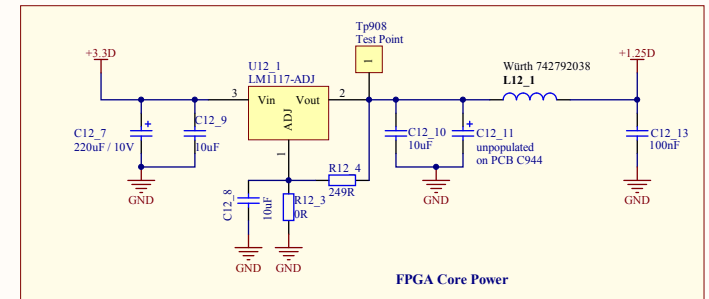 Tp908
Test Point
1
+3.3D
U12_1
LM1117-ADJ
Würth 742792038
L12_1
+1.25D
3
Vin
Vout
2
ADJ
1
C12_7
220uF / 10V
C12_9
10uF
C12_10
10uF
C12_11
unpopulated
on PCB C944
C12_13
100nF
R12_4
249R
C12_8
10uF
R12_3
0R
GND
GND
GND
GND
GND
FPGA Core Power